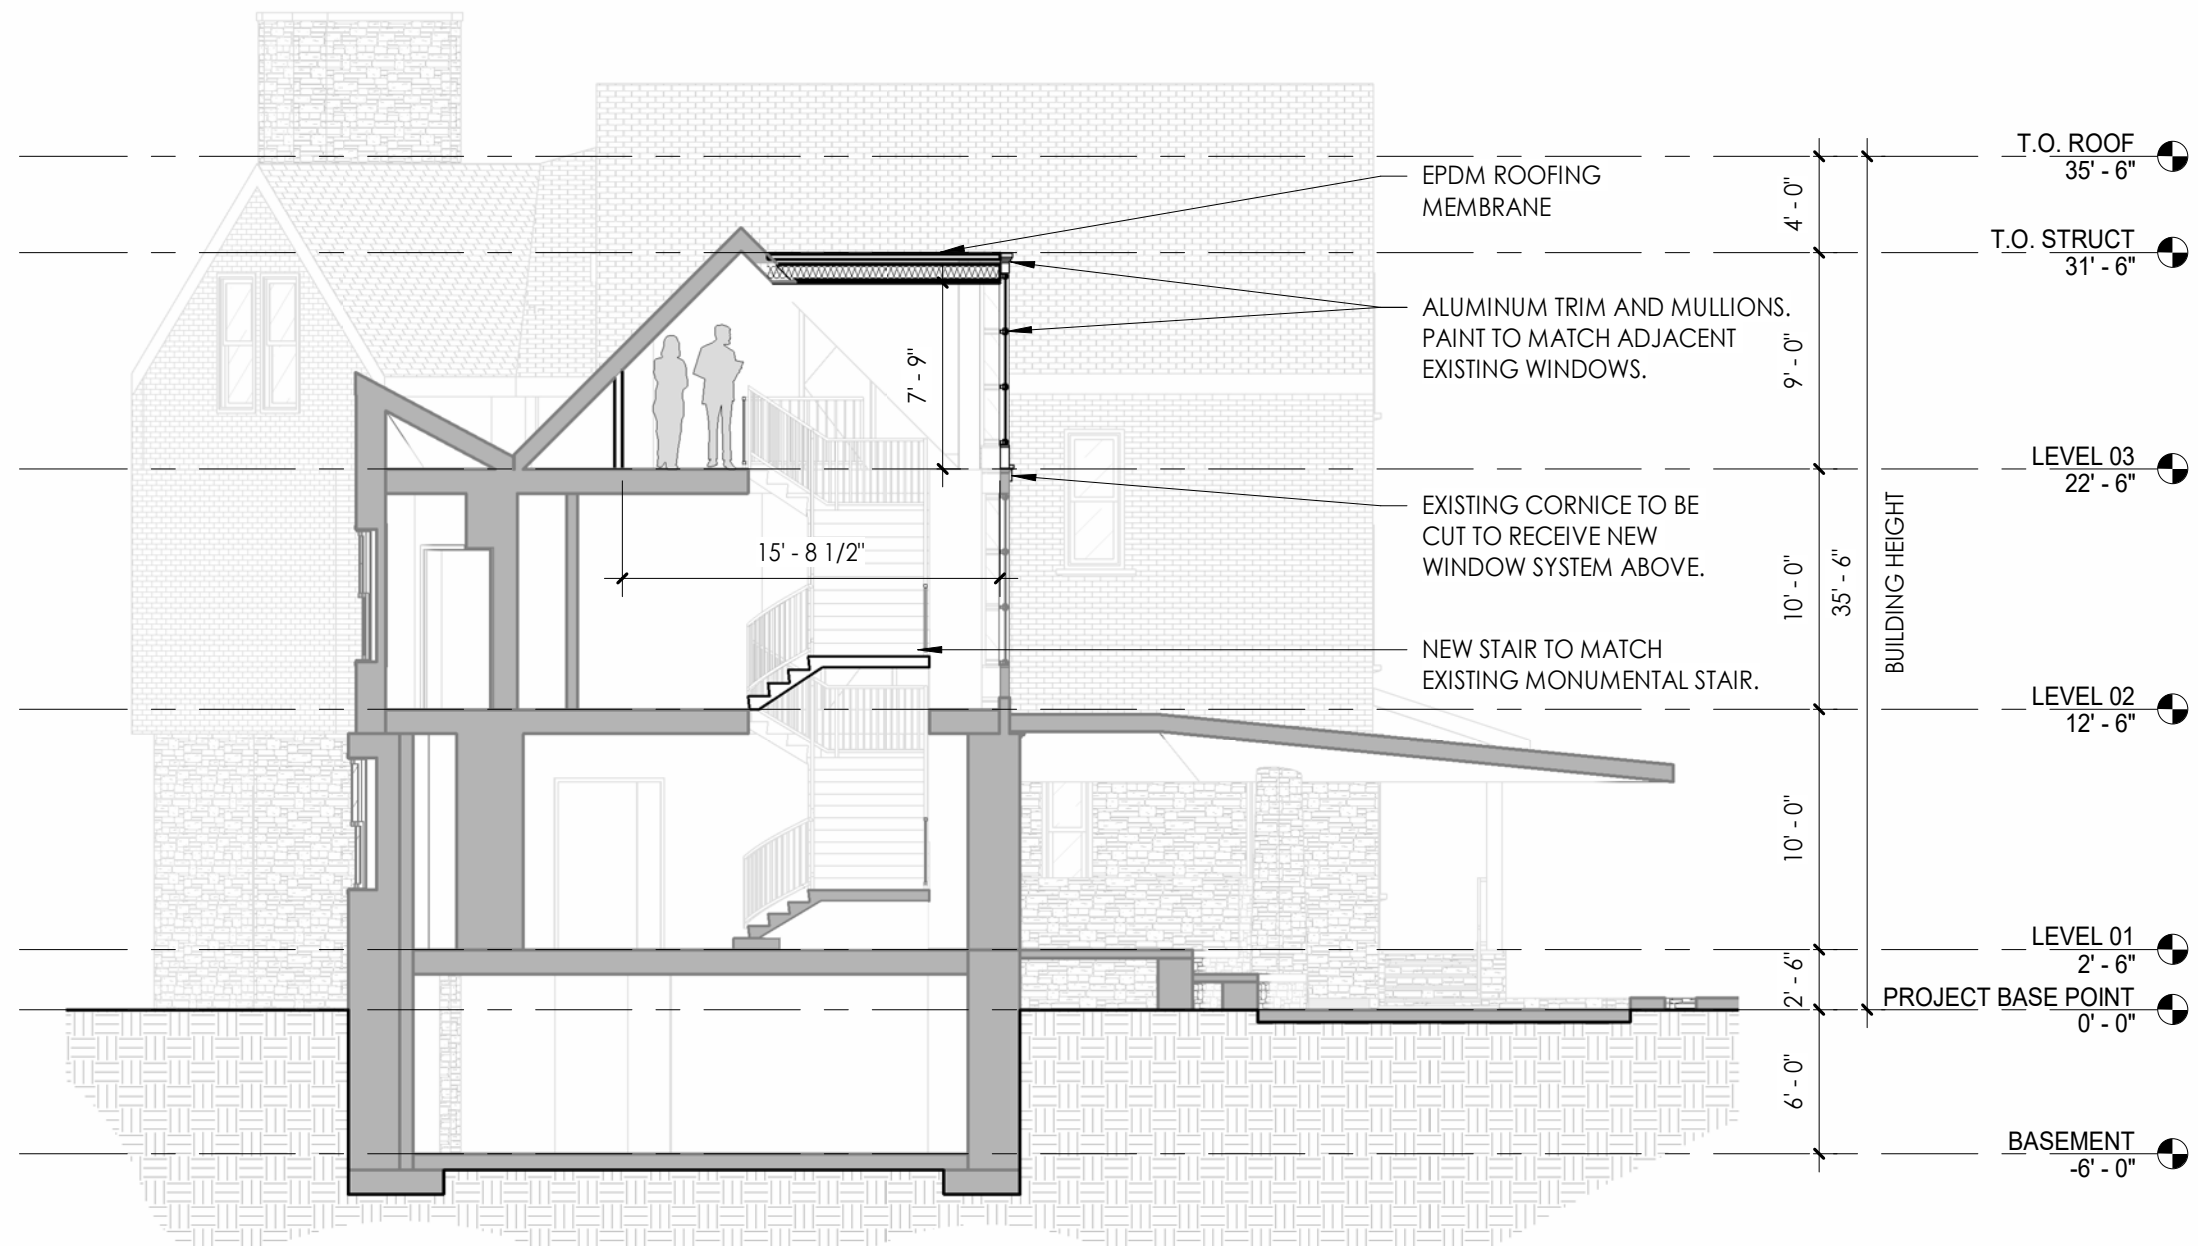 T.O. ROOF
35' - 6"
EPDM ROOFING
MEMBRANE
4' - 0"
T.O. STRUCT
31' - 6"
ALUMINUM TRIM AND MULLIONS.
PAINT TO MATCH ADJACENT
EXISTING WINDOWS.
7' - 9"
9' - 0"
LEVEL 03
22' - 6"
EXISTING CORNICE TO BE
CUT TO RECEIVE NEW
WINDOW SYSTEM ABOVE.
15' - 8 1/2"
10' - 0"
35' - 6"
BUILDING HEIGHT
NEW STAIR TO MATCH
EXISTING MONUMENTAL STAIR.
LEVEL 02
12' - 6"
10' - 0"
LEVEL 01
2' - 6"
2' - 6"
PROJECT BASE POINT
0' - 0"
6' - 0"
BASEMENT
-6' - 0"